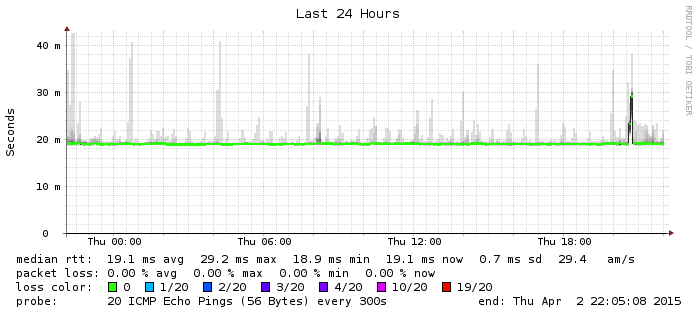 Last 24 Hours
RRDTOOL / TOBI OETIKER
Seconds
40 m
30 m
20 m
10 m
0
Thu 00:00 Thu 06:00 Thu 12:00 Thu 18:00
median rtt: 19.1 ms avg 29.2 ms max 18.9 ms min 19.1 ms now 0.7 ms sd 29.4 am/s
packet loss: 0.00 % avg 0.00 % max 0.00 % min 0.00 % now
loss color: 0 1/20 2/20 3/20 4/20 10/20 19/20
probe: 20 ICMP Echo Pings (56 Bytes) every 300s end: Thu Apr 2 22:05:08 2015